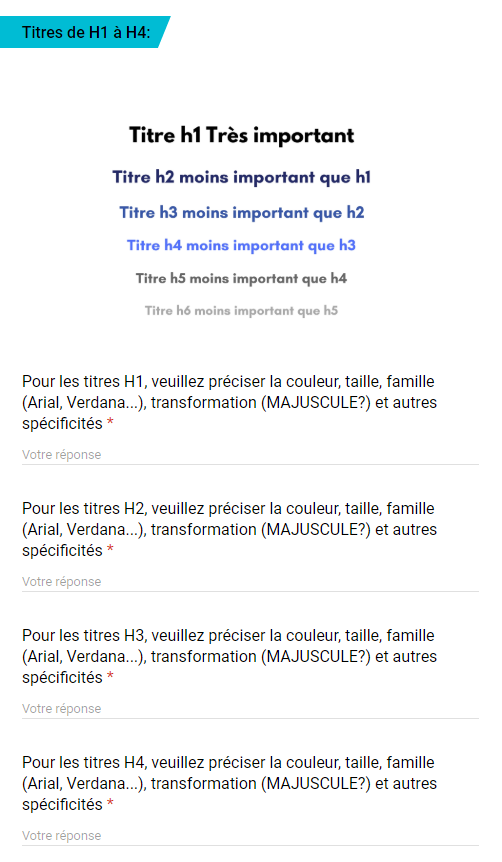 Titres de H1 à H4:
Titre h1 Très important
Titre h2 moins important que h1
Titre h3 moins important que h2
Titre h4 moins important que h3
Titre h5 moins important que h4
Titre h6 moins important que h5
Pour les titres H1, veuillez préciser la couleur, taille, famille
(Arial, Verdana...), transformation (MAJUSCULE?) et autres
spécificités *
Votre réponse
Pour les titres H2, veuillez préciser la couleur, taille, famille
(Arial, Verdana...), transformation (MAJUSCULE?) et autres
spécificités *
Votre réponse
Pour les titres H3, veuillez préciser la couleur, taille, famille
(Arial, Verdana...), transformation (MAJUSCULE?) et autres
spécificités *
Votre réponse
Pour les titres H4, veuillez préciser la couleur, taille, famille
(Arial, Verdana...), transformation (MAJUSCULE?) et autres
spécificités *
Votre réponse